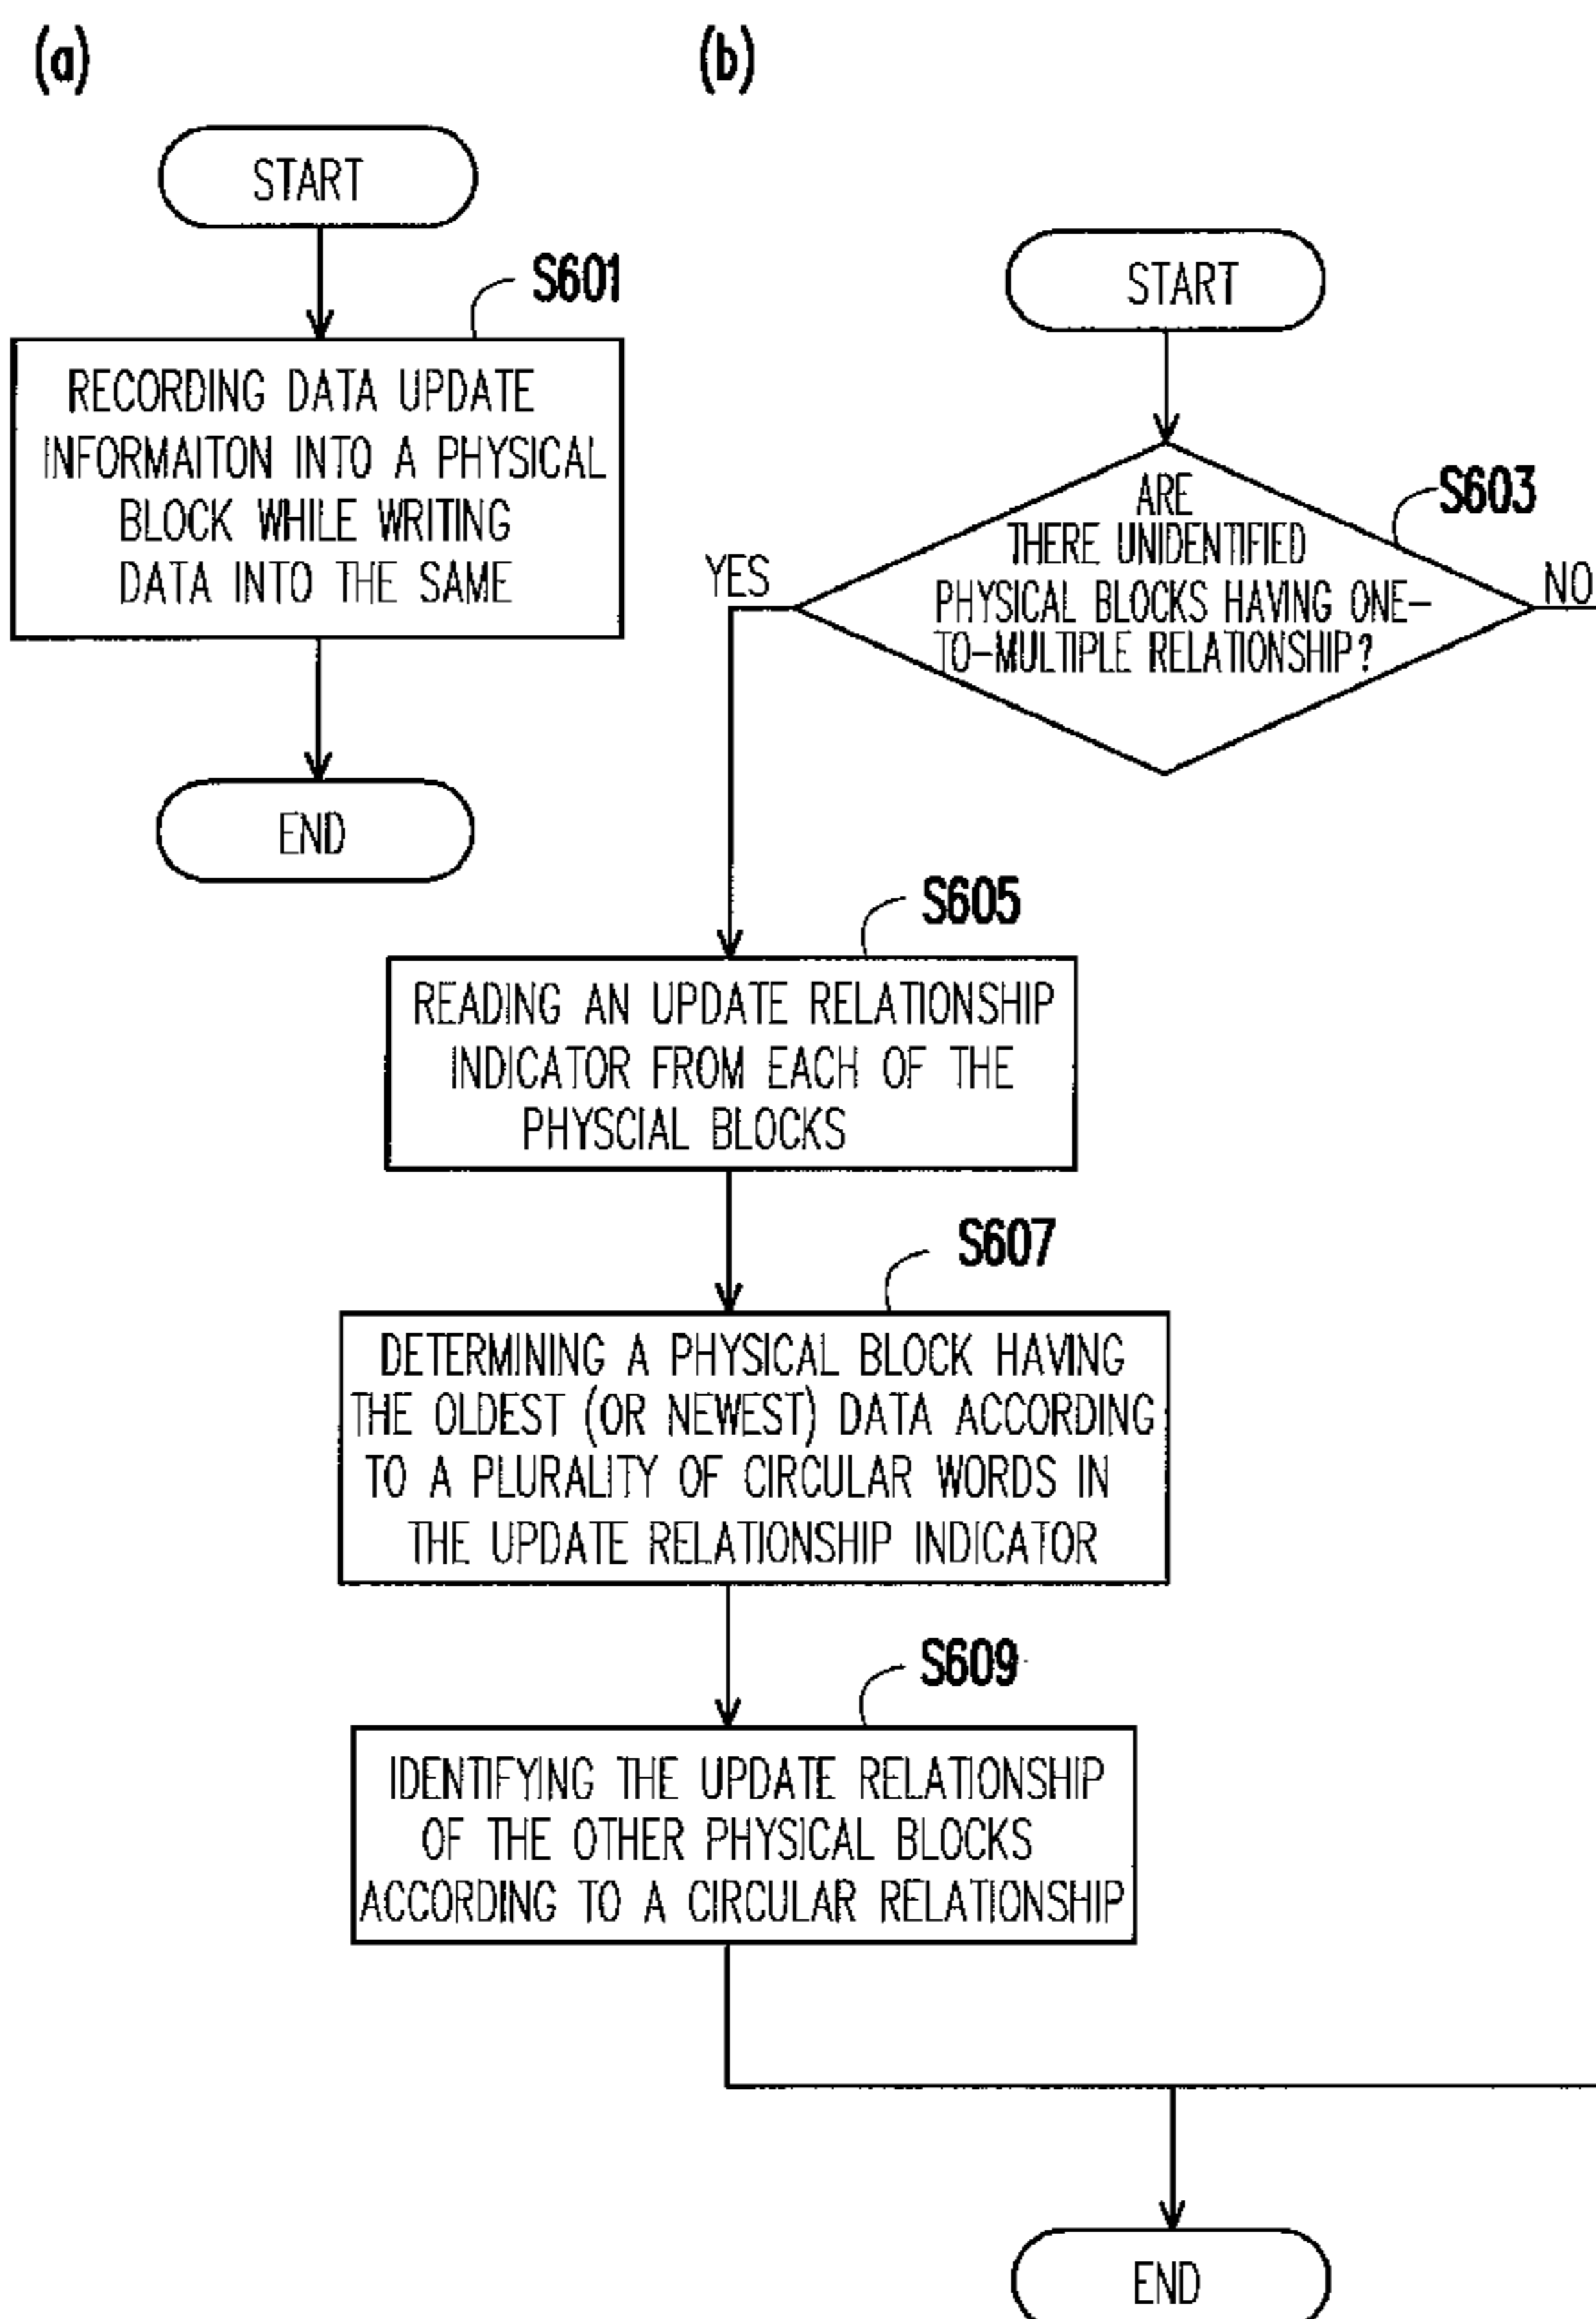 (a)
START
S601
RECORDING DATA UPDATE
INFORMAITON INTO A PHYSICAL
BLOCK WHILE WRITING
DATA INTO THE SAME
END
(b)
START
S603
ARE
THERE UNIDENTIFIED
PHYSICAL BLOCKS HAVING ONE-
TO-MULTIPLE RELATIONSHIP?
YES
NO
S605
READING AN UPDATE RELATIONSHIP
INDICATOR FROM EACH OF THE
PHYSCIAL BLOCKS
S607
DETERMINING A PHYSICAL BLOCK HAVING
THE OLDEST (OR NEWEST) DATA ACCORDING
TO A PLURALITY OF CIRCULAR WORDS IN
THE UPDATE RELATIONSHIP INDICATOR
S609
IDENTIFYING THE UPDATE RELATIONSHIP
OF THE OTHER PHYSICAL BLOCKS
ACCORDING TO A CIRCULAR RELATIONSHIP
END